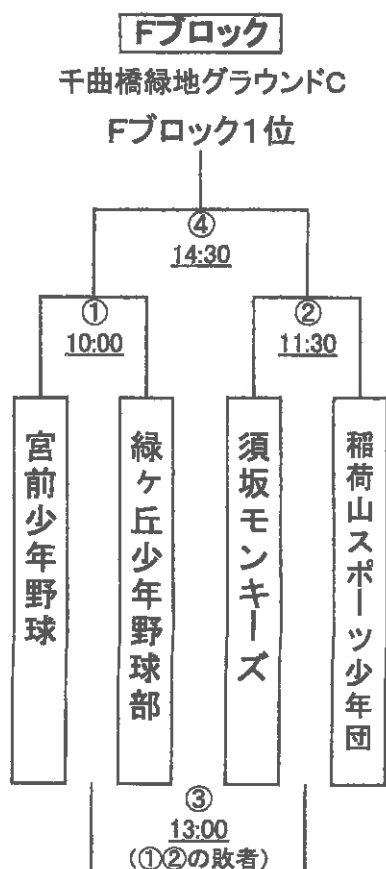 Fブロック
千曲橋緑地グラウンドC
Fブロック1位
④
14:30
①
10:00
②
11:30
宮前少年野球
緑ヶ丘少年野球部
須坂モンキーズ
稲荷山スポーツ少年団
③
13:00
(①②の敗者)